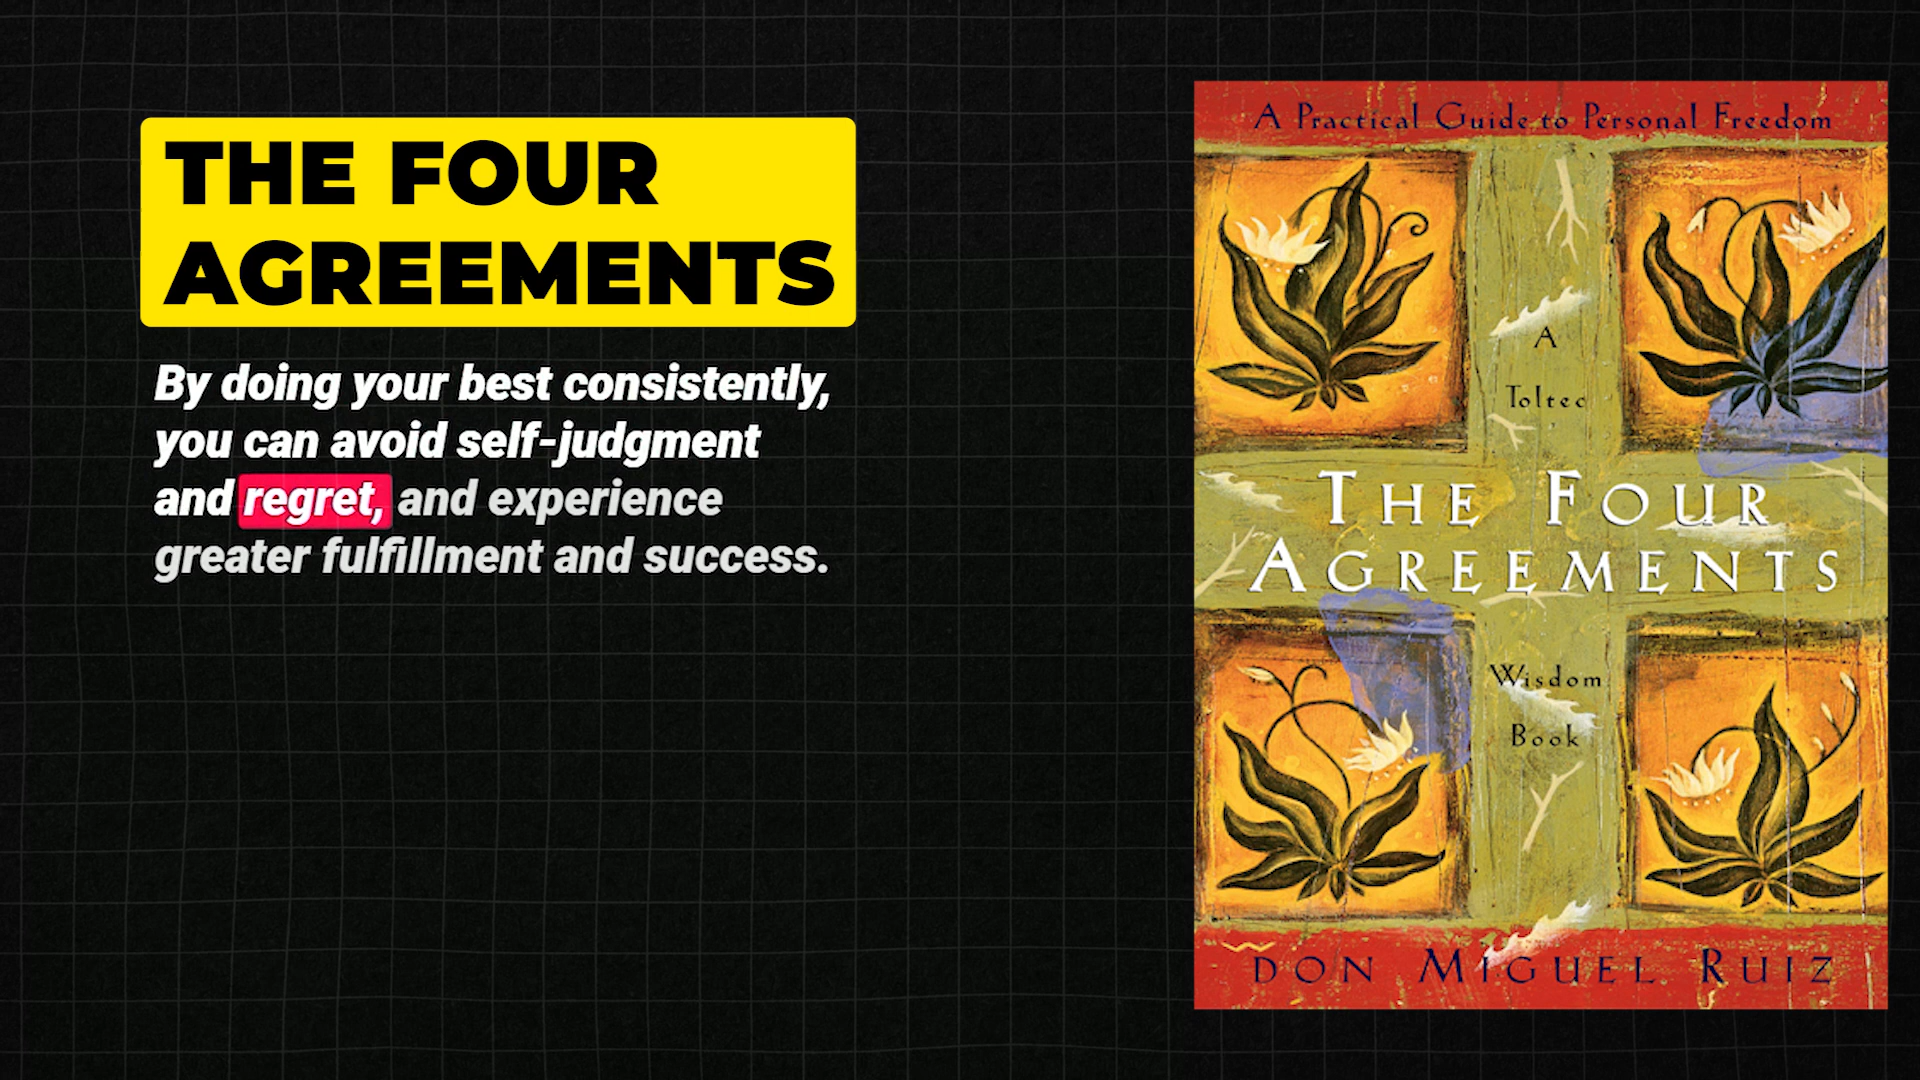 THE FOUR
AGREEMENTS
By doing your best consistently,
you can avoid self-judgment
and regret, and experience
greater fulfillment and success.
A Practical Guide to Personal Freedom
A
Toltec
THE FOUR
AGREEMENTS
Wisdom
Book
DON MIGUEL RUIZ